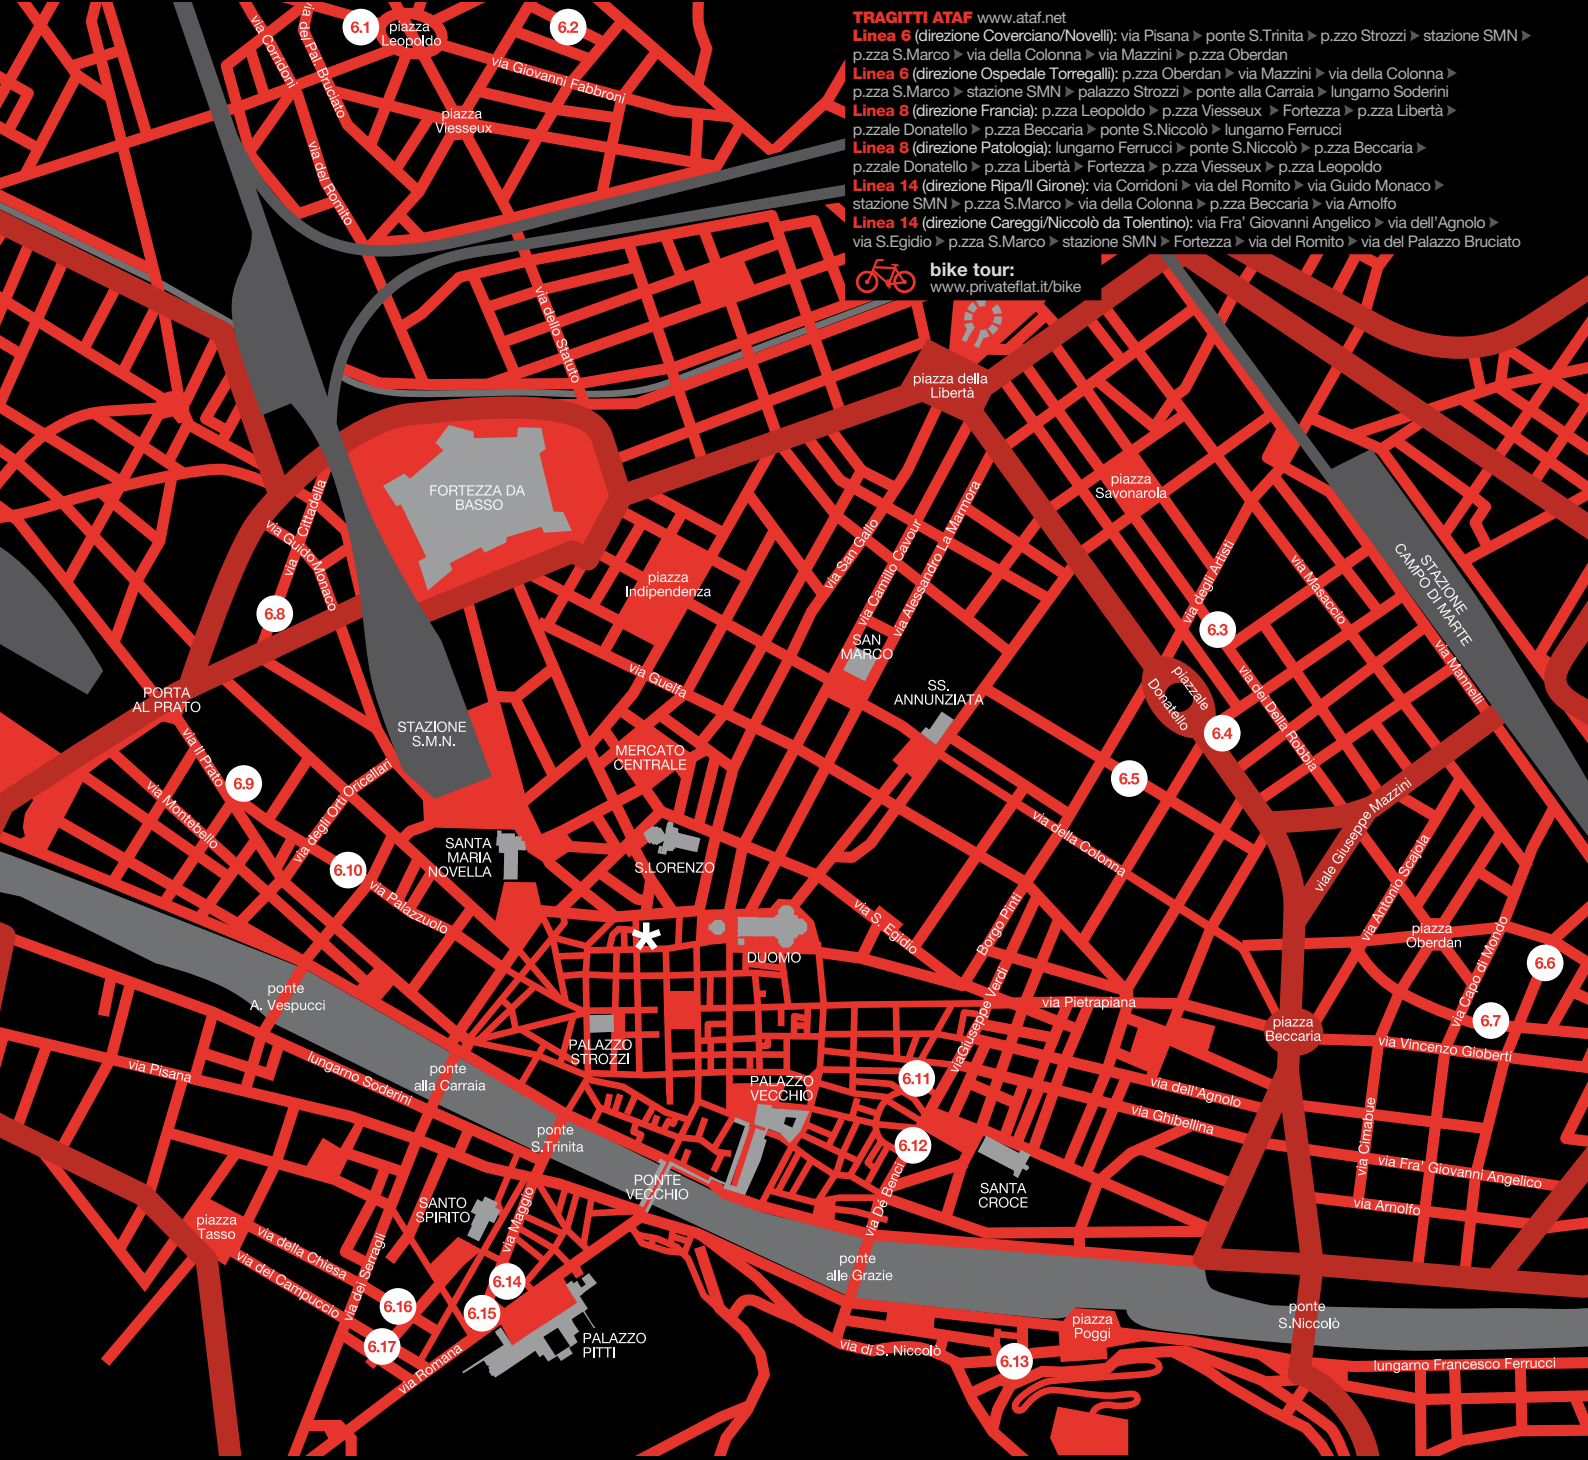 TRAGITTI ATAF www.ataf.net
Linea 6 (direzione Coverciano/Novelli): via Pisana ▶ ponte S.Trinita ▶ p.zzo Strozzi ▶ stazione SMN ▶
p.zza S.Marco ▶ via della Colonna ▶ via Mazzini ▶ p.zza Oberdan
Linea 6 (direzione Ospedale Torregalli): p.zza Oberdan ▶ via Mazzini ▶ via della Colonna ▶
p.zza S.Marco ▶ stazione SMN ▶ palazzo Strozzi ▶ ponte alla Carraia ▶ lungarno Soderini
Linea 8 (direzione Francia): p.zza Leopoldo ▶ p.zza Viesseux ▶ Fortezza ▶ p.zza Libertà ▶
p.zzale Donatello ▶ p.zza Beccaria ▶ ponte S.Niccolò ▶ lungarno Ferrucci
Linea 8 (direzione Patologia): lungarno Ferrucci ▶ ponte S.Niccolò ▶ p.zza Beccaria ▶
p.zzale Donatello ▶ p.zza Libertà ▶ Fortezza ▶ p.zza Viesseux ▶ p.zza Leopoldo
Linea 14 (direzione Ripa/Il Girone): via Corridoni ▶ via del Romito ▶ via Guido Monaco ▶
stazione SMN ▶ p.zza S.Marco ▶ via della Colonna ▶ p.zza Beccaria ▶ via Arnolfo
Linea 14 (direzione Careggi/Niccolò da Tolentino): via Fra' Giovanni Angelico ▶ via dell'Agnolo ▶
via S.Egidio ▶ p.zza S.Marco ▶ stazione SMN ▶ Fortezza ▶ via del Romito ▶ via del Palazzo Bruciato
bike tour:
www.privateflat.it/bike
via Corridoni
via del Pal. Bruciato
6.1
piazza
Leopoldo
6.2
via Giovanni Fabbroni
piazza
Viesseux
via del Romito
via dello Statuto
piazza della
Libertà
FORTEZZA DA
BASSO
piazza
Savonarola
via Cittadella
via Guido Monaco
6.8
piazza
Indipendenza
via San Gallo
via Camillo Cavour
via Alessandro La Marmora
via degli Artisti
via Masaccio
STAZIONE
CAMPO DI MARTE
6.3
SAN
MARCO
via Guelfa
SS.
ANNUNZIATA
piazzale
Donatello
via dei Della Robbia
via Mannelli
PORTA
AL PRATO
STAZIONE
S.M.N.
6.4
via Il Prato
MERCATO
CENTRALE
6.5
6.9
via Montebello
via degli Orti Oricellari
viale Giuseppe Mazzini
via della Colonna
SANTA
MARIA
NOVELLA
S.LORENZO
6.10
via Palazzuolo
via S. Egidio
Borgo Pinti
via Antonio Scajola
piazza
Oberdan
via Capo di Mondo
6.6
*
DUOMO
ponte
A. Vespucci
via Giuseppe Verdi
via Pietrapiana
6.7
piazza
Beccaria
via Vincenzo Gioberti
PALAZZO
STROZZI
via Pisana
lungarno Soderini
ponte
alla Carraia
PALAZZO
VECCHIO
6.11
via dell'Agnolo
via Ghibellina
via Cimabue
ponte
S.Trinita
6.12
via Fra' Giovanni Angelico
PONTE
VECCHIO
SANTA
CROCE
via Arnolfo
via Dé Benci
SANTO
SPIRITO
via Maggio
piazza
Tasso
via della Chiesa
via del Campuccio
via dei Serragli
ponte
alle Grazie
6.14
6.15
6.16
6.17
PALAZZO
PITTI
via Romana
via di S. Niccolò
6.13
piazza
Poggi
ponte
S.Niccolò
lungarno Francesco Ferrucci